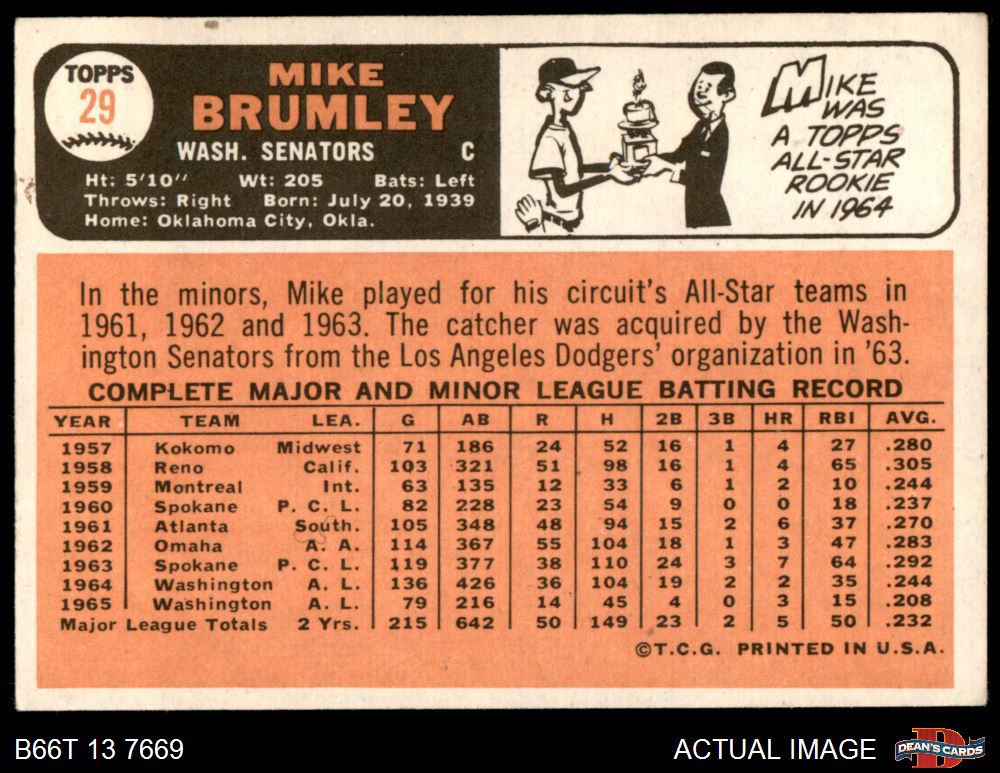 TOPPS
29
MIKE
BRUMLEY
WASH. SENATORS C
Ht: 5'10" Wt: 205 Bats: Left
Throws: Right Born: July 20, 1939
Home: Oklahoma City, Okla.
MIKE
WAS
A TOPPS
ALL-STAR
ROOKIE
IN 1964
In the minors, Mike played for his circuit's All-Star teams in
1961, 1962 and 1963. The catcher was acquired by the Wash-
ington Senators from the Los Angeles Dodgers' organization in '63.
COMPLETE MAJOR AND MINOR LEAGUE BATTING RECORD
YEAR TEAM LEA. G AB R H 2B 3B HR RBI AVG.
1957 Kokomo Midwest 71 186 24 52 16 1 4 27 .280
1958 Reno Calif. 103 321 51 98 16 1 4 65 .305
1959 Montreal Int. 63 135 12 33 6 1 2 10 .244
1960 Spokane P. C. L. 82 228 23 54 9 0 0 18 .237
1961 Atlanta South. 105 348 48 94 15 2 6 37 .270
1962 Omaha A. A. 114 367 55 104 18 1 3 47 .283
1963 Spokane P. C. L. 119 377 38 110 24 3 7 64 .292
1964 Washington A. L. 136 426 36 104 19 2 2 35 .244
1965 Washington A. L. 79 216 14 45 4 0 3 15 .208
Major League Totals 2 Yrs. 215 642 50 149 23 2 5 50 .232
©T.C.G. PRINTED IN U.S.A.
B66T 13 7669 ACTUAL IMAGE
D
DEAN'S CARDS